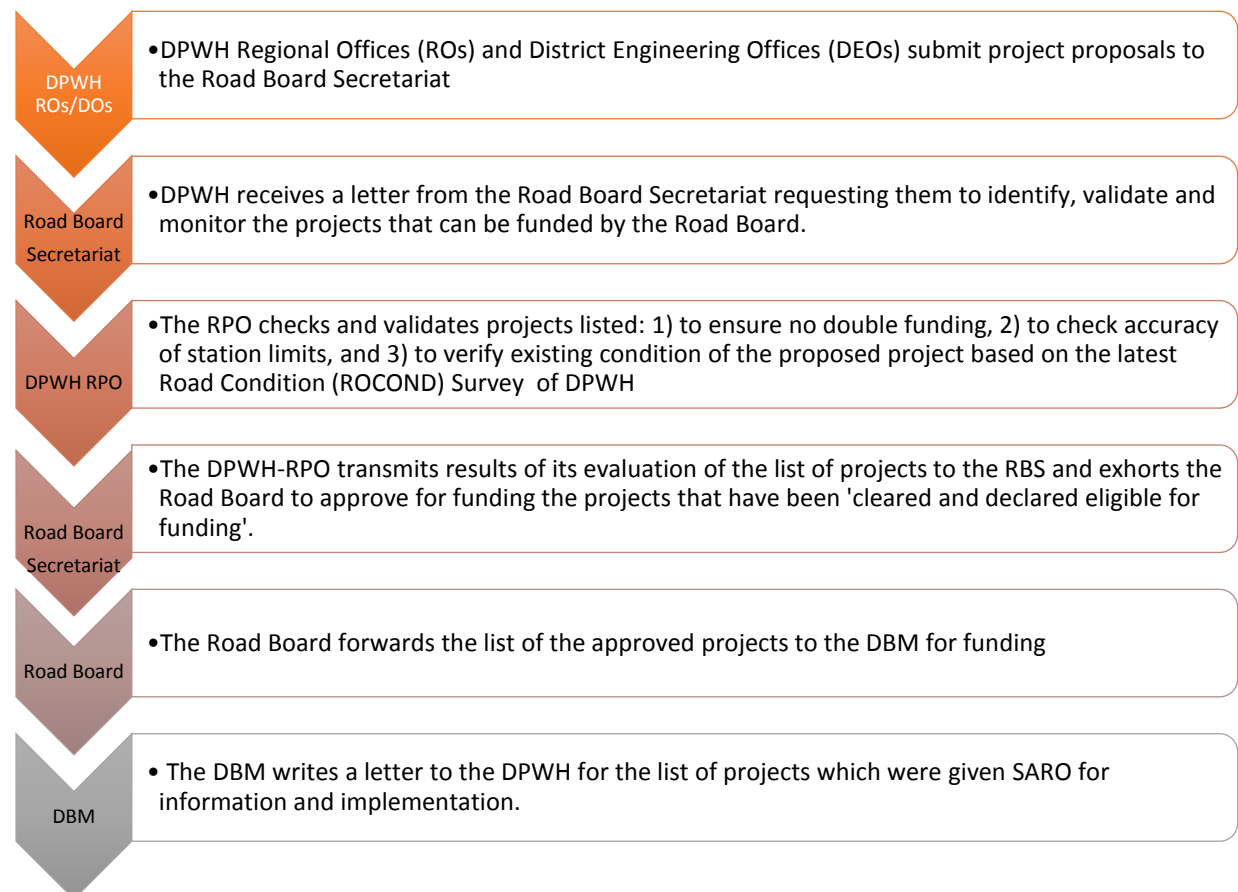 DPWH
ROs/DOs
•DPWH Regional Offices (ROs) and District Engineering Offices (DEOs) submit project proposals to
the Road Board Secretariat
Road Board
Secretariat
•DPWH receives a letter from the Road Board Secretariat requesting them to identify, validate and
monitor the projects that can be funded by the Road Board.
DPWH RPO
•The RPO checks and validates projects listed: 1) to ensure no double funding, 2) to check accuracy
of station limits, and 3) to verify existing condition of the proposed project based on the latest
Road Condition (ROCOND) Survey of DPWH
Road Board
Secretariat
•The DPWH-RPO transmits results of its evaluation of the list of projects to the RBS and exhorts the
Road Board to approve for funding the projects that have been 'cleared and declared eligible for
funding'.
Road Board
•The Road Board forwards the list of the approved projects to the DBM for funding
DBM
• The DBM writes a letter to the DPWH for the list of projects which were given SARO for
information and implementation.